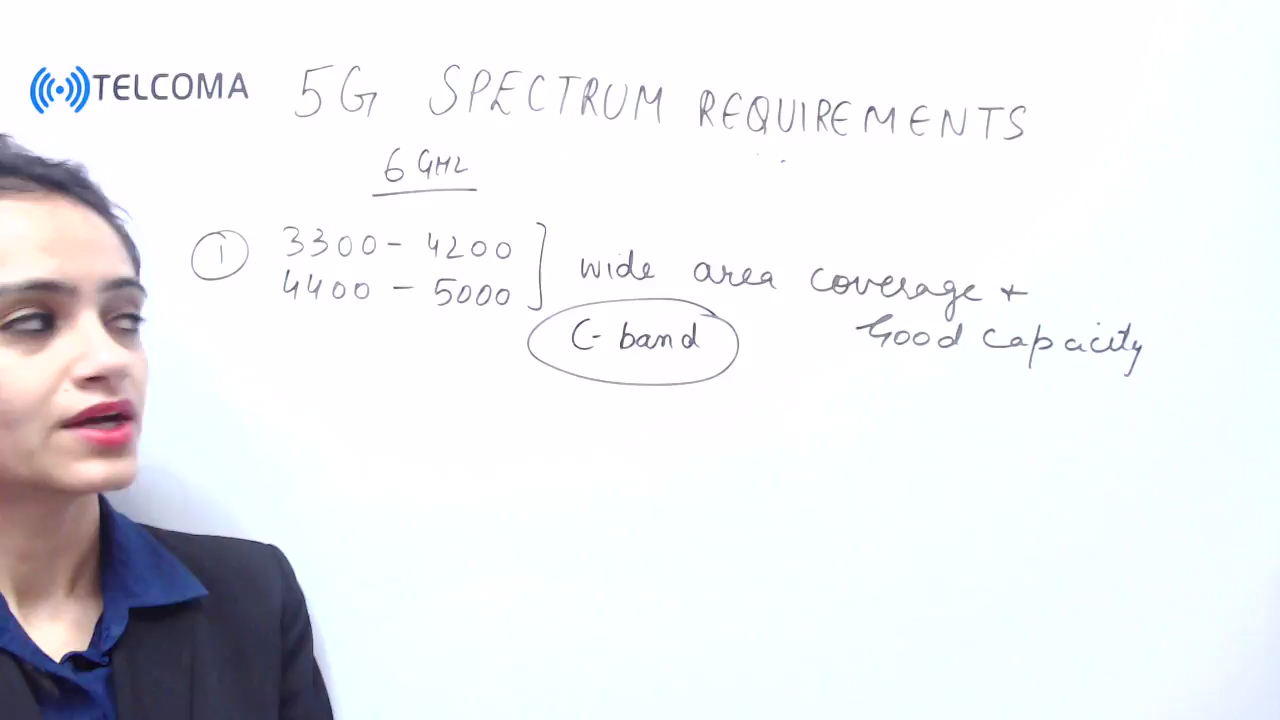 TELCOMA
5G SPECTRUM REQUIREMENTS
6 GHz
1 3300 - 4200
4400 - 5000
wide area coverage +
Good capacity
C-band